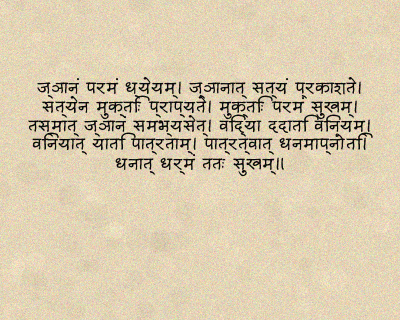 ज्ञानं परमं ध्येयम्। ज्ञानात् सत्यं प्रकाशते।
सत्येन मुक्तिः प्राप्यते। मुक्तिः परमं सुखम्।
तस्मात् ज्ञानं समभ्यसेत्। विद्या ददाति विनयम्।
विनयात् याति पात्रताम्। पात्रत्वात् धनमाप्नोति।
धनात् धर्मं ततः सुखम्॥